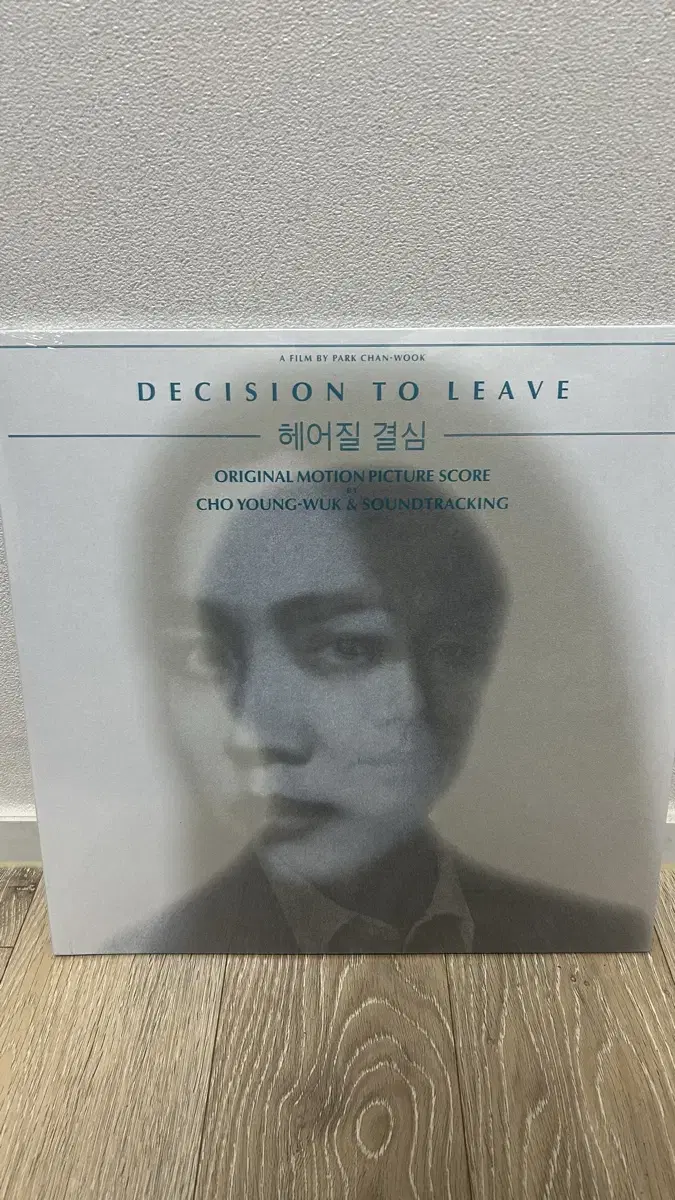 A FILM BY PARK CHAN-WOOK
DECISION TO LEAVE
헤어질 결심
ORIGINAL MOTION PICTURE SCORE
BY
CHO YOUNG-WUK & SOUNDTRACKING